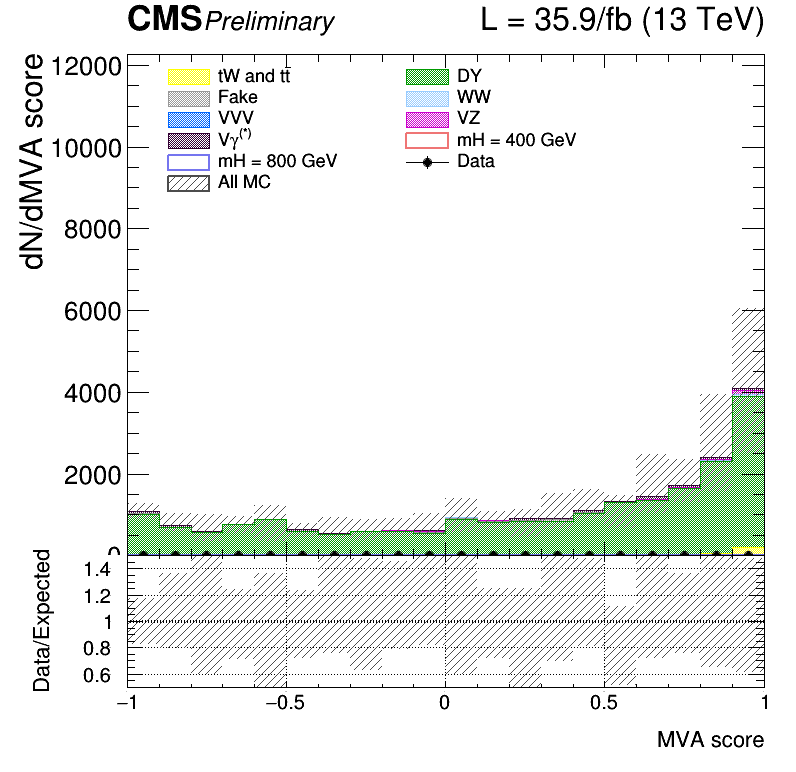 CMS Preliminary L = 35.9/fb (13 TeV)
dN/dMVA score
12000
10000
8000
6000
4000
2000
0
tW and tt̄
DY
Fake
WW
VVV
VZ
Vγ(*)
mH = 400 GeV
mH = 800 GeV
Data
All MC
Data/Expected
1.4
1.2
1
0.8
0.6
−1 −0.5 0 0.5 1
MVA score